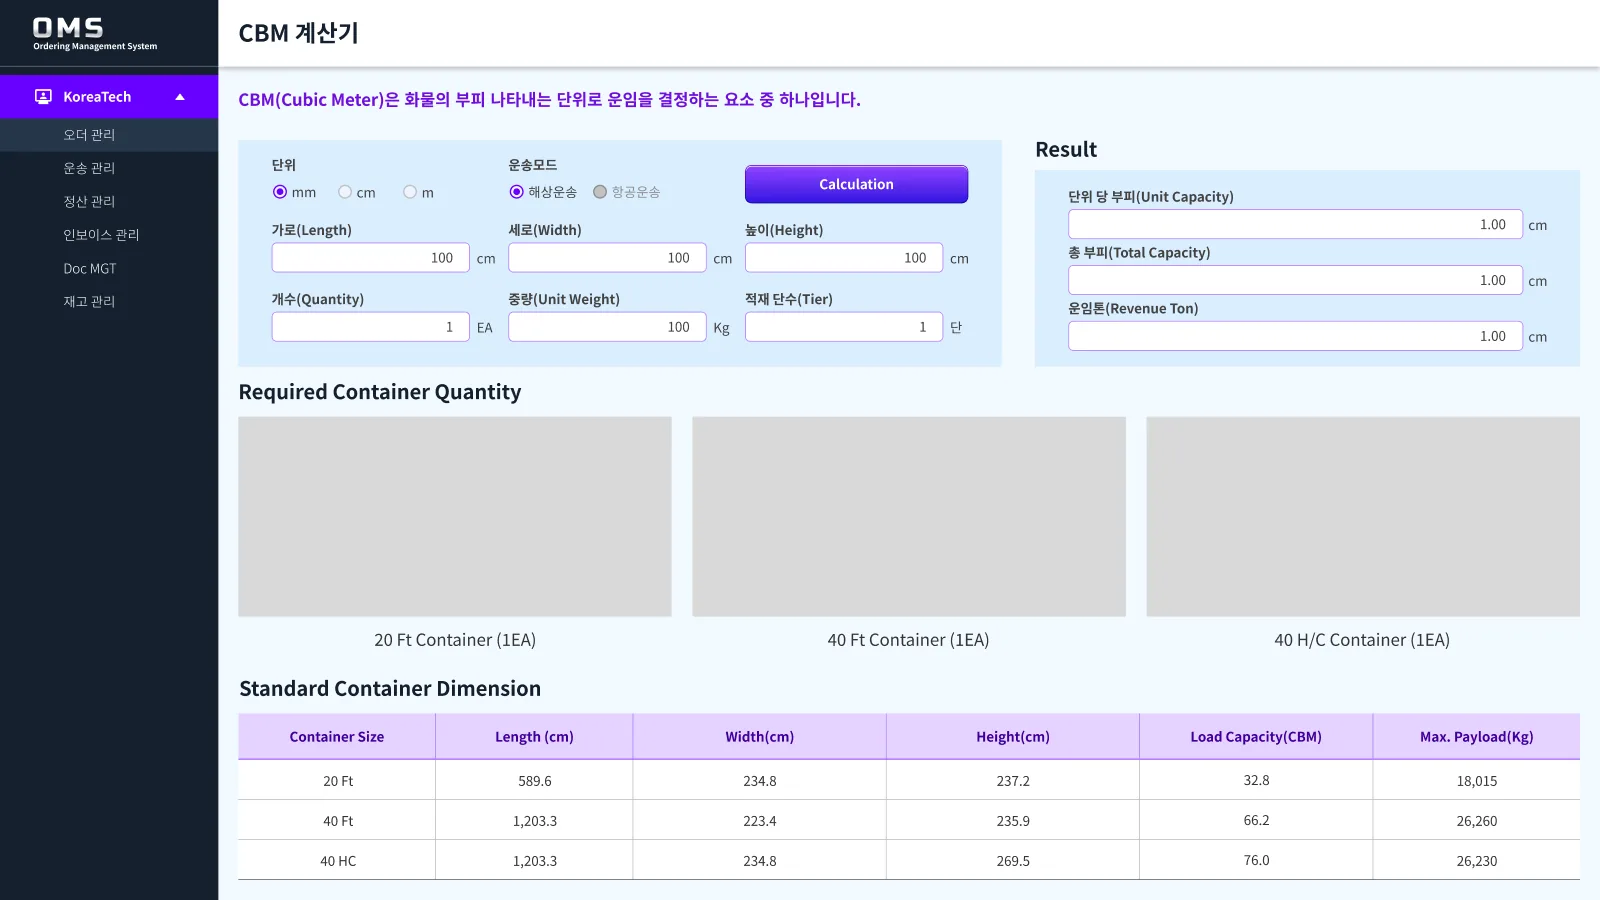 OMS
Ordering Management System
KoreaTech
오더 관리
운송 관리
정산 관리
인보이스 관리
Doc MGT
재고 관리
CBM 계산기
CBM(Cubic Meter)은 화물의 부피 나타내는 단위로 운임을 결정하는 요소 중 하나입니다.
단위
mm cm m
운송모드
해상운송 항공운송
Calculation
가로(Length)
100 cm
세로(Width)
100 cm
높이(Height)
100 cm
개수(Quantity)
1 EA
중량(Unit Weight)
100 Kg
적재 단수(Tier)
1 단
Result
단위 당 부피(Unit Capacity)
1.00 cm
총 부피(Total Capacity)
1.00 cm
운임톤(Revenue Ton)
1.00 cm
Required Container Quantity
20 Ft Container (1EA)
40 Ft Container (1EA)
40 H/C Container (1EA)
Standard Container Dimension
Container Size Length (cm) Width(cm) Height(cm) Load Capacity(CBM) Max. Payload(Kg)
20 Ft 589.6 234.8 237.2 32.8 18,015
40 Ft 1,203.3 223.4 235.9 66.2 26,260
40 HC 1,203.3 234.8 269.5 76.0 26,230